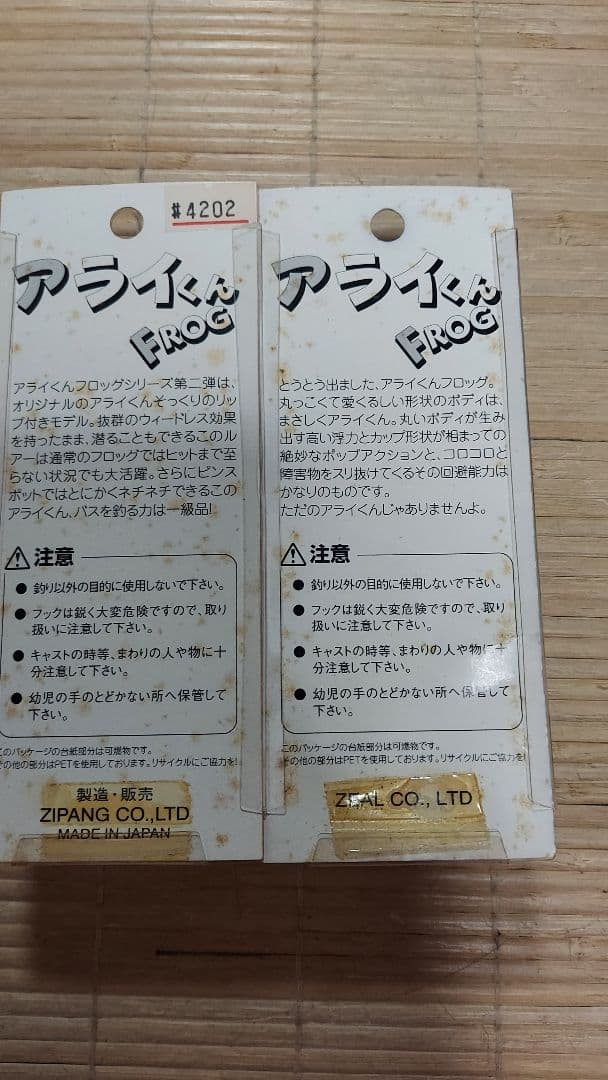 #4202
アライくん
FROG
アライくんフロッグシリーズ第二弾は、
オリジナルのアライくんそっくりのリッ
プ付きモデル。抜群のウィードレス効果
を持ったまま、潜ることもできるこのル
アーは通常のフロッグではヒットまで至
らない状況でも大活躍。さらにピンス
ポットではとにかくネチネチできるこの
アライくん、バスを釣る力は一級品!
注意
● 釣り以外の目的に使用しないで下さい。
● フックは鋭く大変危険ですので、取り
扱いに注意して下さい。
● キャストの時等、まわりの人や物に十
分注意して下さい。
● 幼児の手のとどかない所へ保管して
下さい。
このパッケージの台紙部分は可燃物です。
その他の部分はPETを使用しております。リサイクルにご協力を!
製造・販売
ZIPANG CO.,LTD
MADE IN JAPAN
アライくん
FROG
とうとう出ました、アライくんフロッグ。
丸っこくて愛くるしい形状のボディは、
まさしくアライくん。丸いボディが生み
出す高い浮力とカップ形状が相まっての
絶妙なポップアクションと、コロコロと
障害物をスリ抜けてくるその回避能力は
かなりのものです。
ただのアライくんじゃありませんよ。
注意
● 釣り以外の目的に使用しないで下さい。
● フックは鋭く大変危険ですので、取り
扱いに注意して下さい。
● キャストの時等、まわりの人や物に十
分注意して下さい。
● 幼児の手のとどかない所へ保管して
下さい。
このパッケージの台紙部分は可燃物です。
その他の部分はPETを使用しております。リサイクルにご協力を!
ZEAL CO., LTD